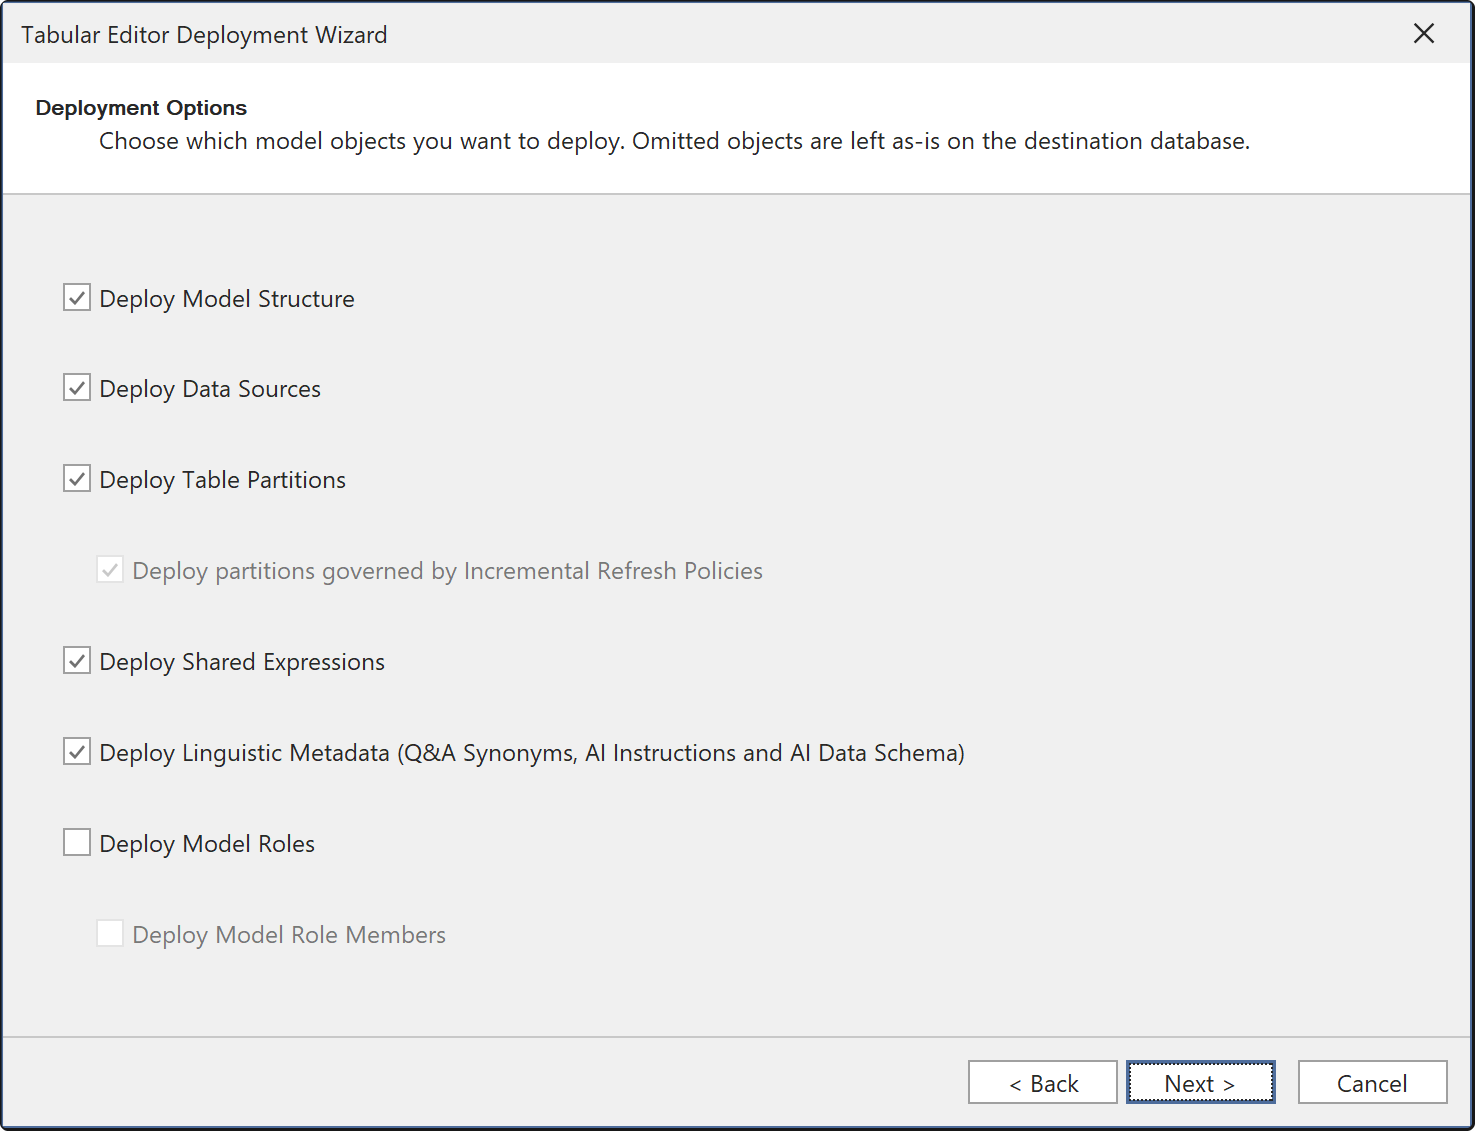 Tabular Editor Deployment Wizard
Deployment Options
Choose which model objects you want to deploy. Omitted objects are left as-is on the destination database.
Deploy Model Structure
Deploy Data Sources
Deploy Table Partitions
Deploy partitions governed by Incremental Refresh Policies
Deploy Shared Expressions
Deploy Linguistic Metadata (Q&A Synonyms, AI Instructions and AI Data Schema)
Deploy Model Roles
Deploy Model Role Members
< Back
Next >
Cancel